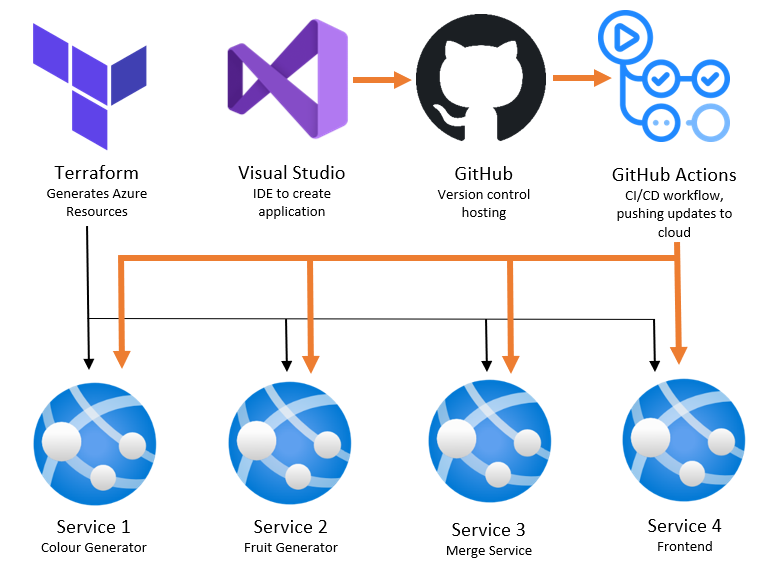 Terraform
Generates Azure
Resources
Visual Studio
IDE to create
application
GitHub
Version control
hosting
GitHub Actions
CI/CD workflow,
pushing updates to
cloud
Service 1
Colour Generator
Service 2
Fruit Generator
Service 3
Merge Service
Service 4
Frontend